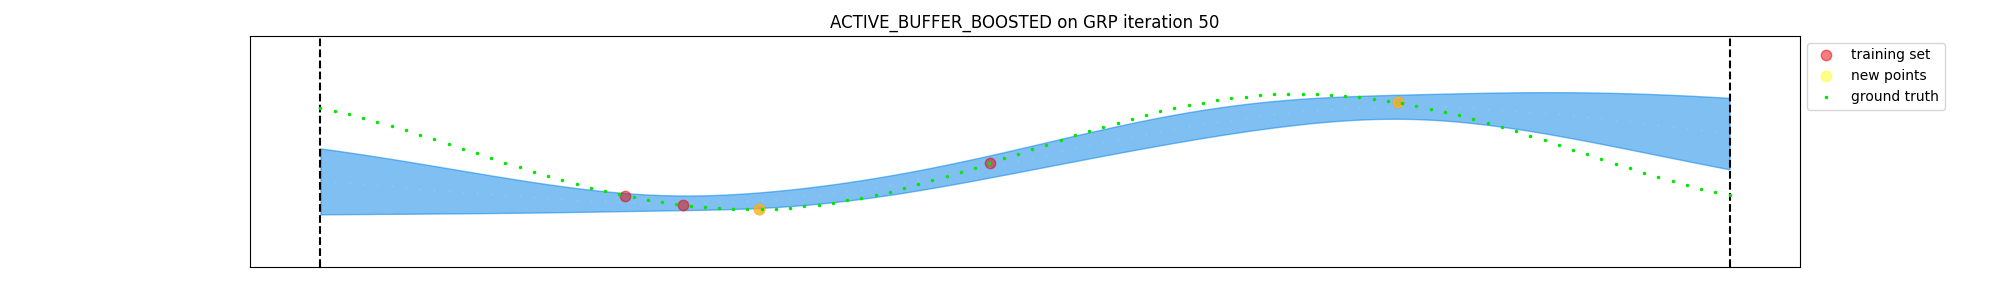 ACTIVE_BUFFER_BOOSTED on GRP iteration 50
training set
new points
ground truth